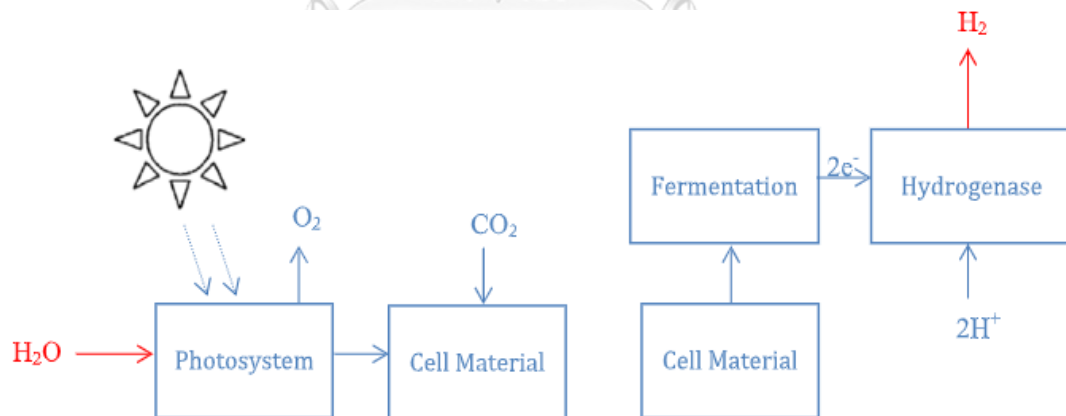 H₂
Fermentation
2e⁻
Hydrogenase
O₂
CO₂
2H⁺
H₂O
Photosystem
Cell Material
Cell Material